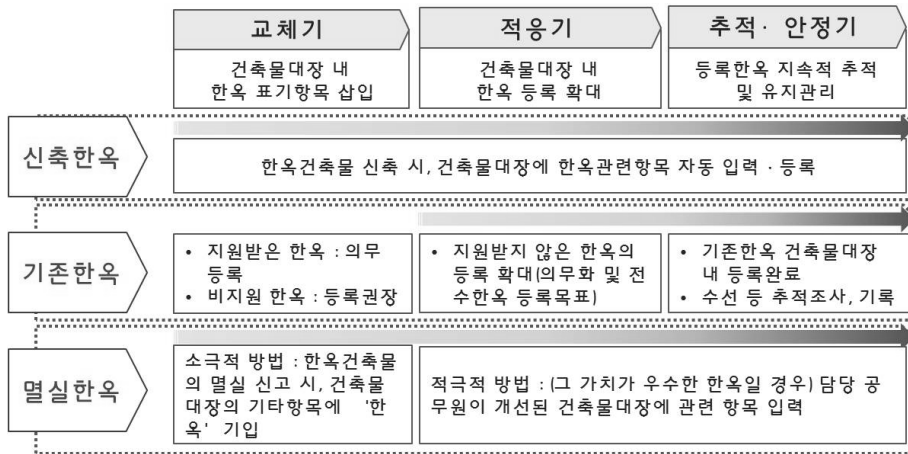 교체기
적응기
추적· 안정기
건축물대장 내
한옥 표기항목 삽입
건축물대장 내
한옥 등록 확대
등록한옥 지속적 추적
및 유지관리
신축한옥
한옥건축물 신축 시, 건축물대장에 한옥관련항목 자동 입력 · 등록
기존한옥
• 지원받은 한옥 : 의무
등록
• 비지원 한옥 : 등록권장
• 지원받지 않은 한옥의
등록 확대(의무화 및 전
수한옥 등록목표)
• 기존한옥 건축물대장
내 등록완료
• 수선 등 추적조사, 기록
멸실한옥
소극적 방법 : 한옥건축물
의 멸실 신고 시, 건축물
대장의 기타항목에 '한
옥' 기입
적극적 방법 : (그 가치가 우수한 한옥일 경우) 담당 공
무원이 개선된 건축물대장에 관련 항목 입력